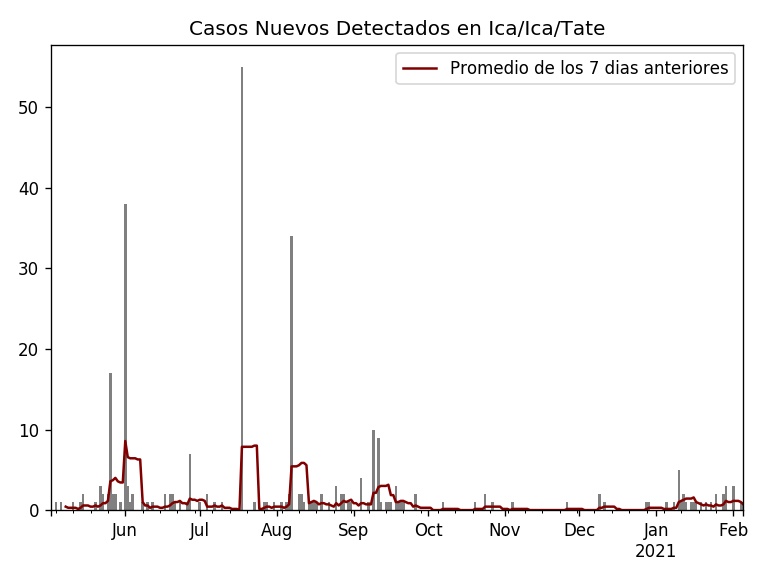 Casos Nuevos Detectados en Ica/Ica/Tate
Promedio de los 7 dias anteriores
50
40
30
20
10
0
Jun Jul Aug Sep Oct Nov Dec Jan Feb
2021